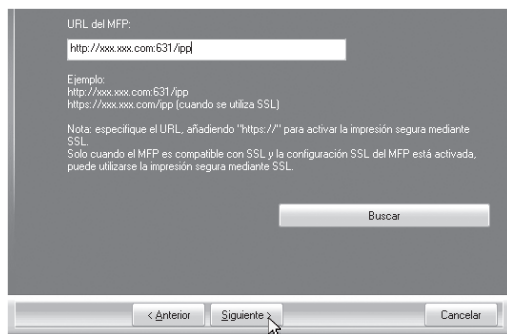 URL del MFP:
http://xxx.xxx.com:631/ipp
Ejemplo:
http://xxx.xxx.com:631/ipp
https://xxx.xxx.com/ipp (cuando se utiliza SSL)
Nota: especifique el URL, añadiendo "https://" para activar la impresión segura mediante
SSL.
Solo cuando el MFP es compatible con SSL y la configuración SSL del MFP está activada,
puede utilizarse la impresión segura mediante SSL.
Buscar
< Anterior
Siguiente >
Cancelar